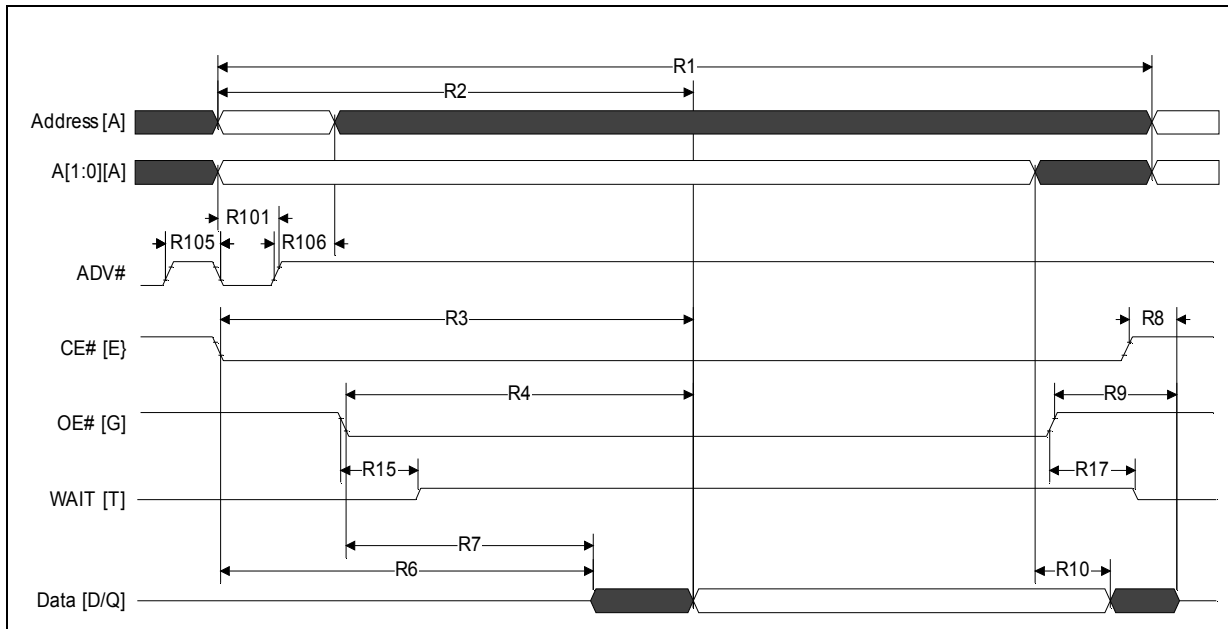 R1
R2
Address [A]
A[1:0][A]
R101
R105
R106
ADV#
R3
R8
CE# [E}
R4
R9
OE# [G]
R15
R17
WAIT [T]
R7
R6
R10
Data [D/Q]